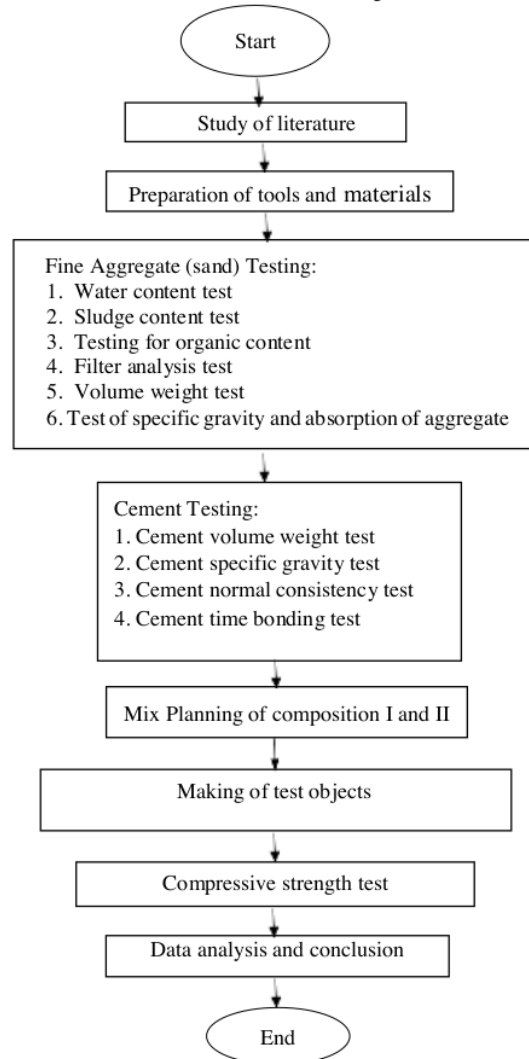 Start
Study of literature
Preparation of tools and materials
Fine Aggregate (sand) Testing:
1. Water content test
2. Sludge content test
3. Testing for organic content
4. Filter analysis test
5. Volume weight test
6. Test of specific gravity and absorption of aggregate
Cement Testing:
1. Cement volume weight test
2. Cement specific gravity test
3. Cement normal consistency test
4. Cement time bonding test
Mix Planning of composition I and II
Making of test objects
Compressive strength test
Data analysis and conclusion
End